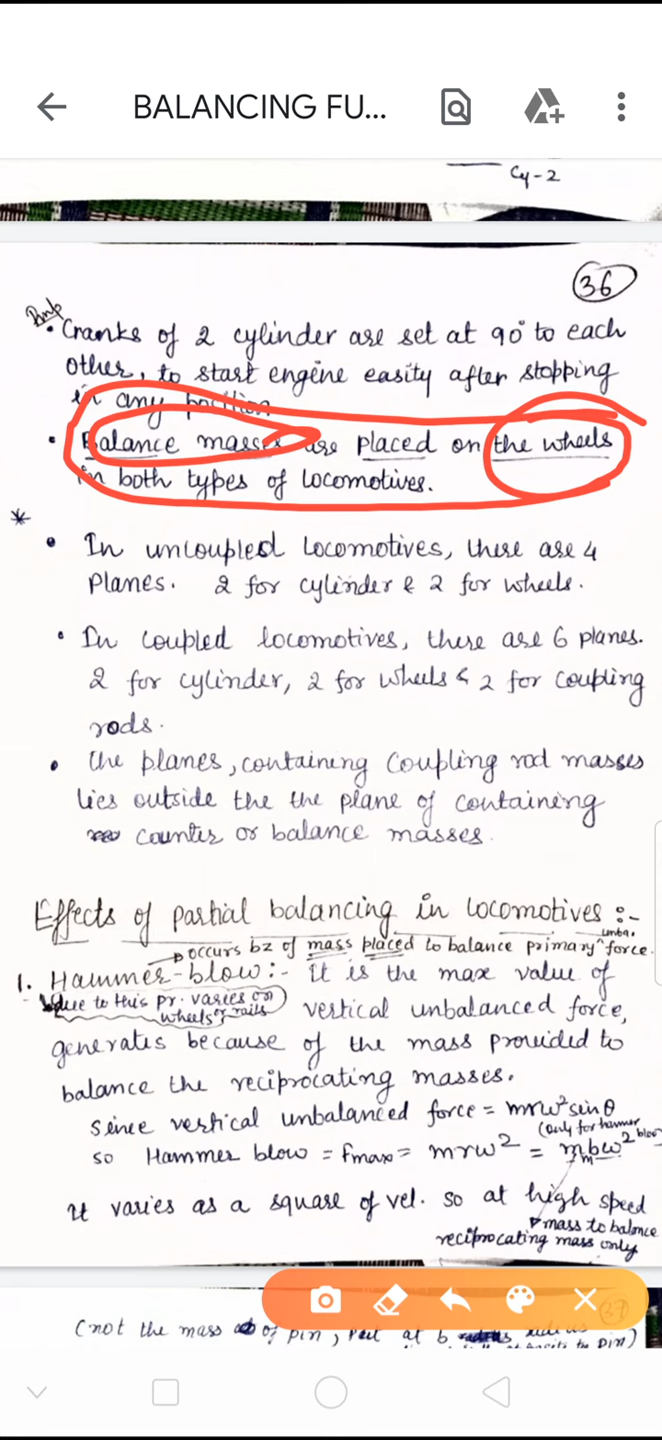 BALANCING FU...
Cy-2
36
Imp
• Cranks of 2 cylinder are set at 90° to each
other, to start engine easity after stopping
in any position
• Balance masses are placed on the wheels
in both types of locomotives.
*
• In uncoupled locomotives, there are 4
planes. 2 for cylinder & 2 for wheels.
• In coupled locomotives, there are 6 planes.
2 for cylinder, 2 for wheels & 2 for coupling
rods.
• The planes, containing coupling rod masses
lies outside the the plane of containing
counter or balance masses.
Effects of partial balancing in locomotives :-
occurs bz of mass placed to balance primary unba. force.
1. Hammer-blow :- it is the max value of
due to this pr. varies on
wheels & rails
vertical unbalanced force,
generates because of the mass provided to
balance the reciprocating masses.
since vertical unbalanced force = mrω² sin θ
(only for hammer blow
so Hammer blow = fmax = mrω² = mbω²
m
it varies as a square of vel. so at high speed
mass to balance
reciprocating mass only
37
(not the mass of pin, at b radius
pin)